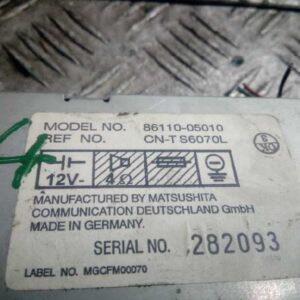 MODEL NO. 86110-05010
REF NO. CN-TS6070L
12V⎓ 4Ω
MANUFACTURED BY MATSUSHITA
COMMUNICATION DEUTSCHLAND GmbH
MADE IN GERMANY.
SERIAL NO. 282093
LABEL NO. MGCFM00070